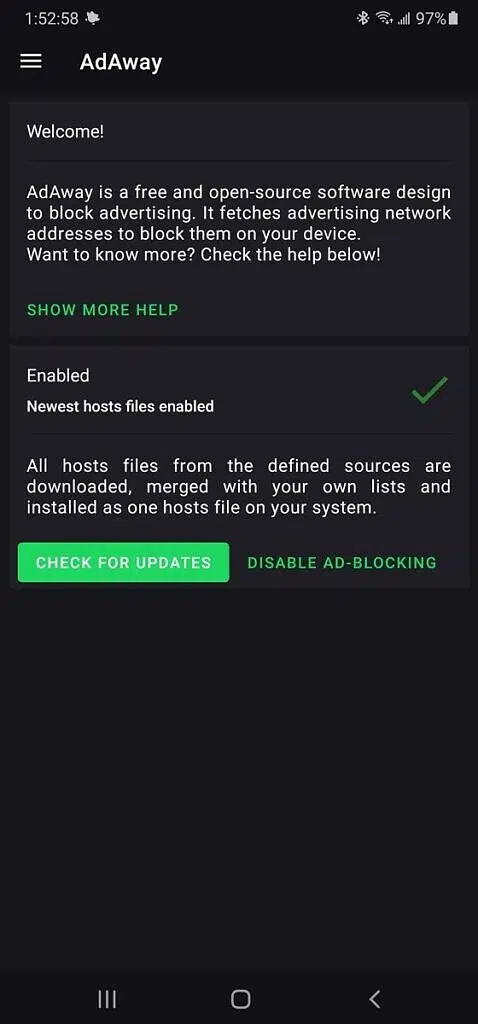 1:52:58 97%
AdAway
Welcome!
AdAway is a free and open-source software design
to block advertising. It fetches advertising network
addresses to block them on your device.
Want to know more? Check the help below!
SHOW MORE HELP
Enabled
Newest hosts files enabled
All hosts files from the defined sources are
downloaded, merged with your own lists and
installed as one hosts file on your system.
CHECK FOR UPDATES DISABLE AD-BLOCKING